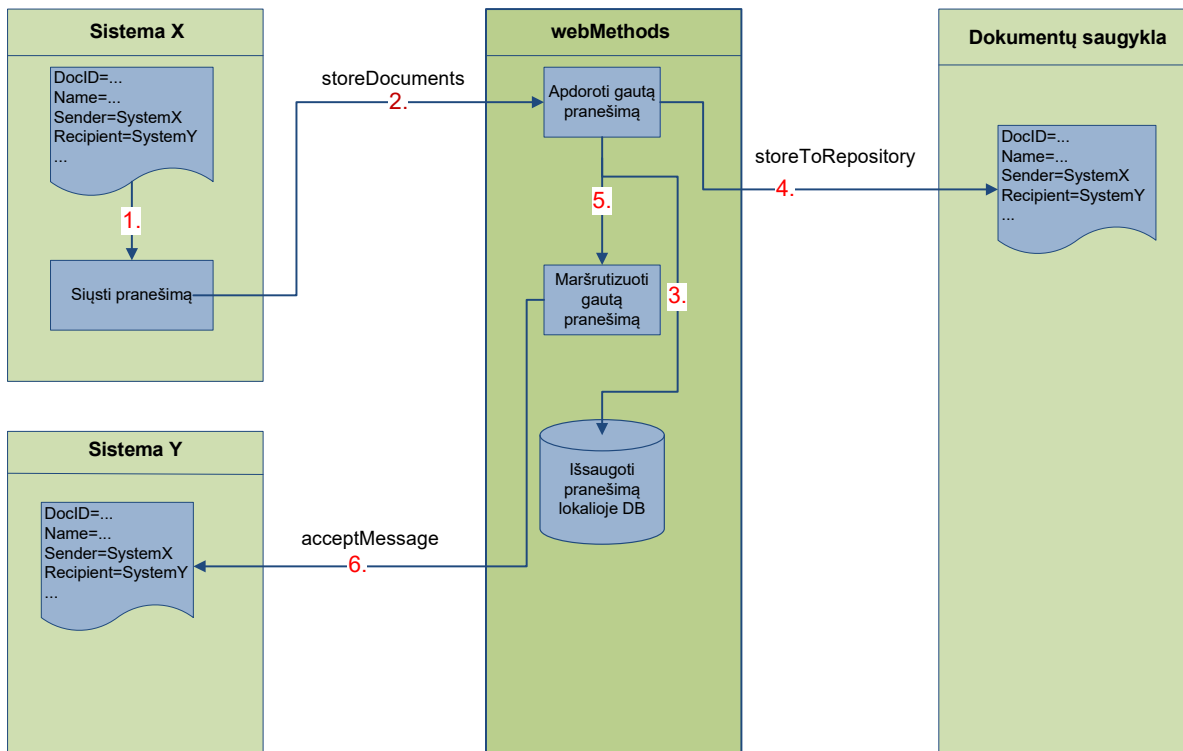 Sistema X
DocID=...
Name=...
Sender=SystemX
Recipient=SystemY
...
1.
Siųsti pranešimą
storeDocuments
2.
webMethods
Apdoroti gautą
pranešimą
5.
Maršrutizuoti
gautą
pranešimą
3.
Išsaugoti
pranešimą
lokalioje DB
storeToRepository
4.
Dokumentų saugykla
DocID=...
Name=...
Sender=SystemX
Recipient=SystemY
...
Sistema Y
DocID=...
Name=...
Sender=SystemX
Recipient=SystemY
...
acceptMessage
6.